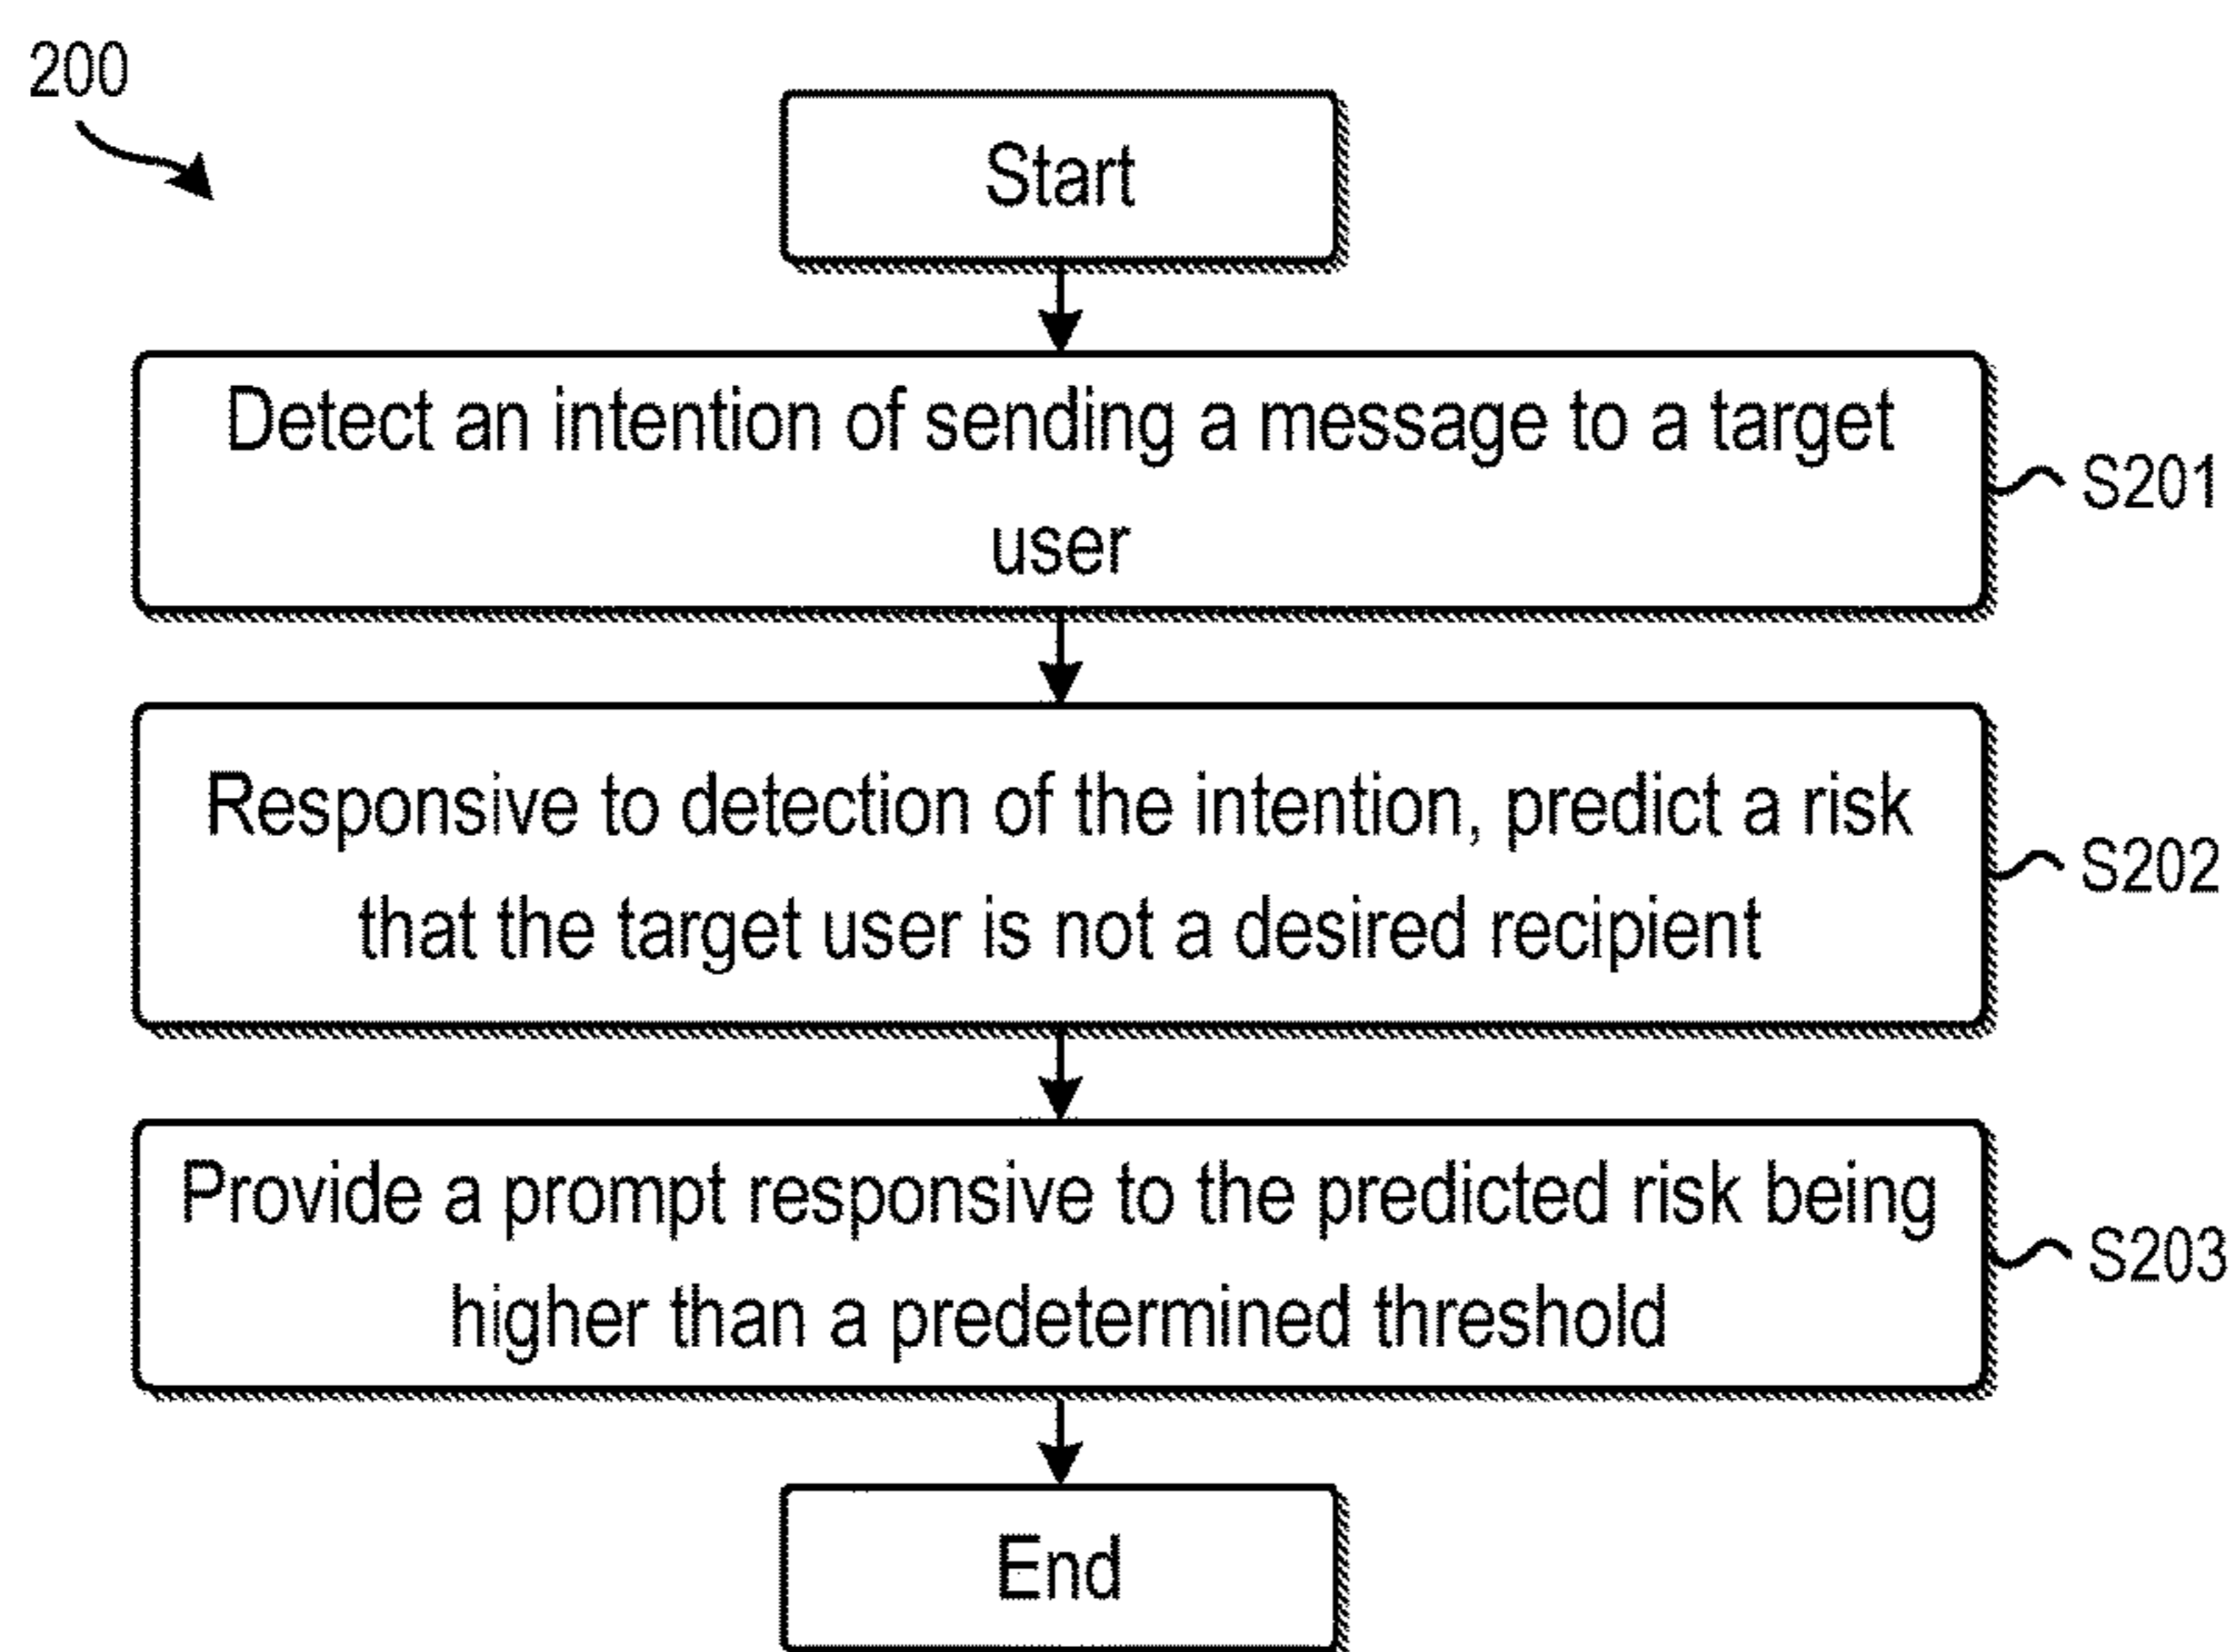 200
Start
Detect an intention of sending a message to a target
user
S201
Responsive to detection of the intention, predict a risk
that the target user is not a desired recipient
S202
Provide a prompt responsive to the predicted risk being
higher than a predetermined threshold
S203
End